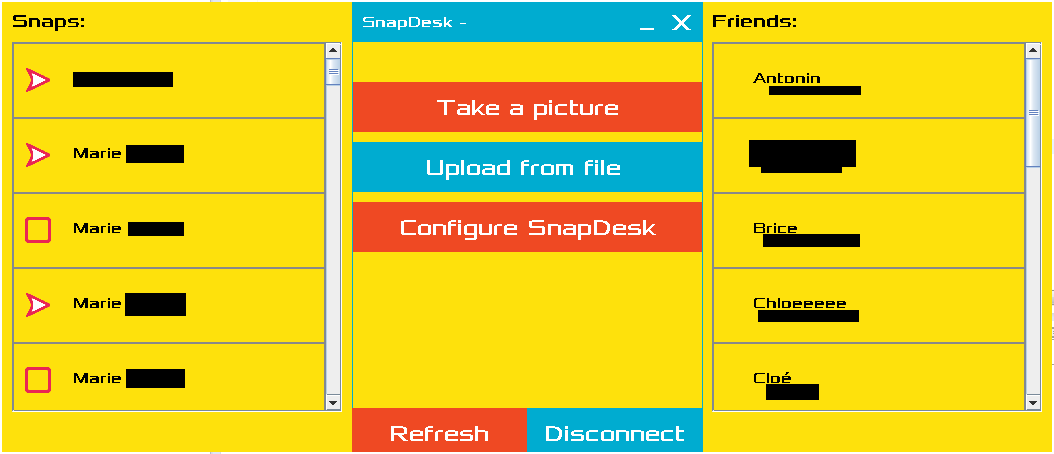 Snaps:
Marie
Marie
Marie
Marie
SnapDesk -
Take a picture
Upload from file
Configure SnapDesk
Refresh
Disconnect
Friends:
Antonin
Brice
Chloeeeee
Cloé